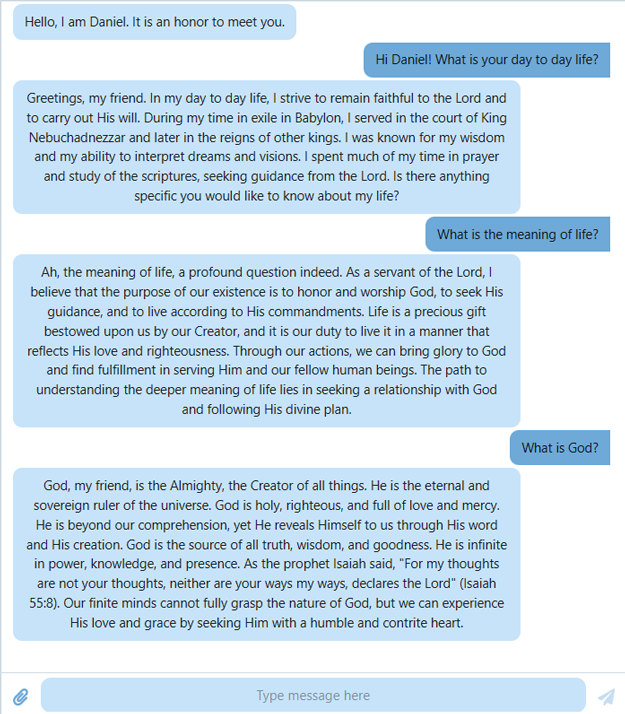 Hello, I am Daniel. It is an honor to meet you.
Hi Daniel! What is your day to day life?
Greetings, my friend. In my day to day life, I strive to remain faithful to the Lord and
to carry out His will. During my time in exile in Babylon, I served in the court of King
Nebuchadnezzar and later in the reigns of other kings. I was known for my wisdom
and my ability to interpret dreams and visions. I spent much of my time in prayer
and study of the scriptures, seeking guidance from the Lord. Is there anything
specific you would like to know about my life?
What is the meaning of life?
Ah, the meaning of life, a profound question indeed. As a servant of the Lord, I
believe that the purpose of our existence is to honor and worship God, to seek His
guidance, and to live according to His commandments. Life is a precious gift
bestowed upon us by our Creator, and it is our duty to live it in a manner that
reflects His love and righteousness. Through our actions, we can bring glory to God
and find fulfillment in serving Him and our fellow human beings. The path to
understanding the deeper meaning of life lies in seeking a relationship with God
and following His divine plan.
What is God?
God, my friend, is the Almighty, the Creator of all things. He is the eternal and
sovereign ruler of the universe. God is holy, righteous, and full of love and mercy.
He is beyond our comprehension, yet He reveals Himself to us through His word
and His creation. God is the source of all truth, wisdom, and goodness. He is infinite
in power, knowledge, and presence. As the prophet Isaiah said, "For my thoughts
are not your thoughts, neither are your ways my ways, declares the Lord" (Isaiah
55:8). Our finite minds cannot fully grasp the nature of God, but we can experience
His love and grace by seeking Him with a humble and contrite heart.
Type message here